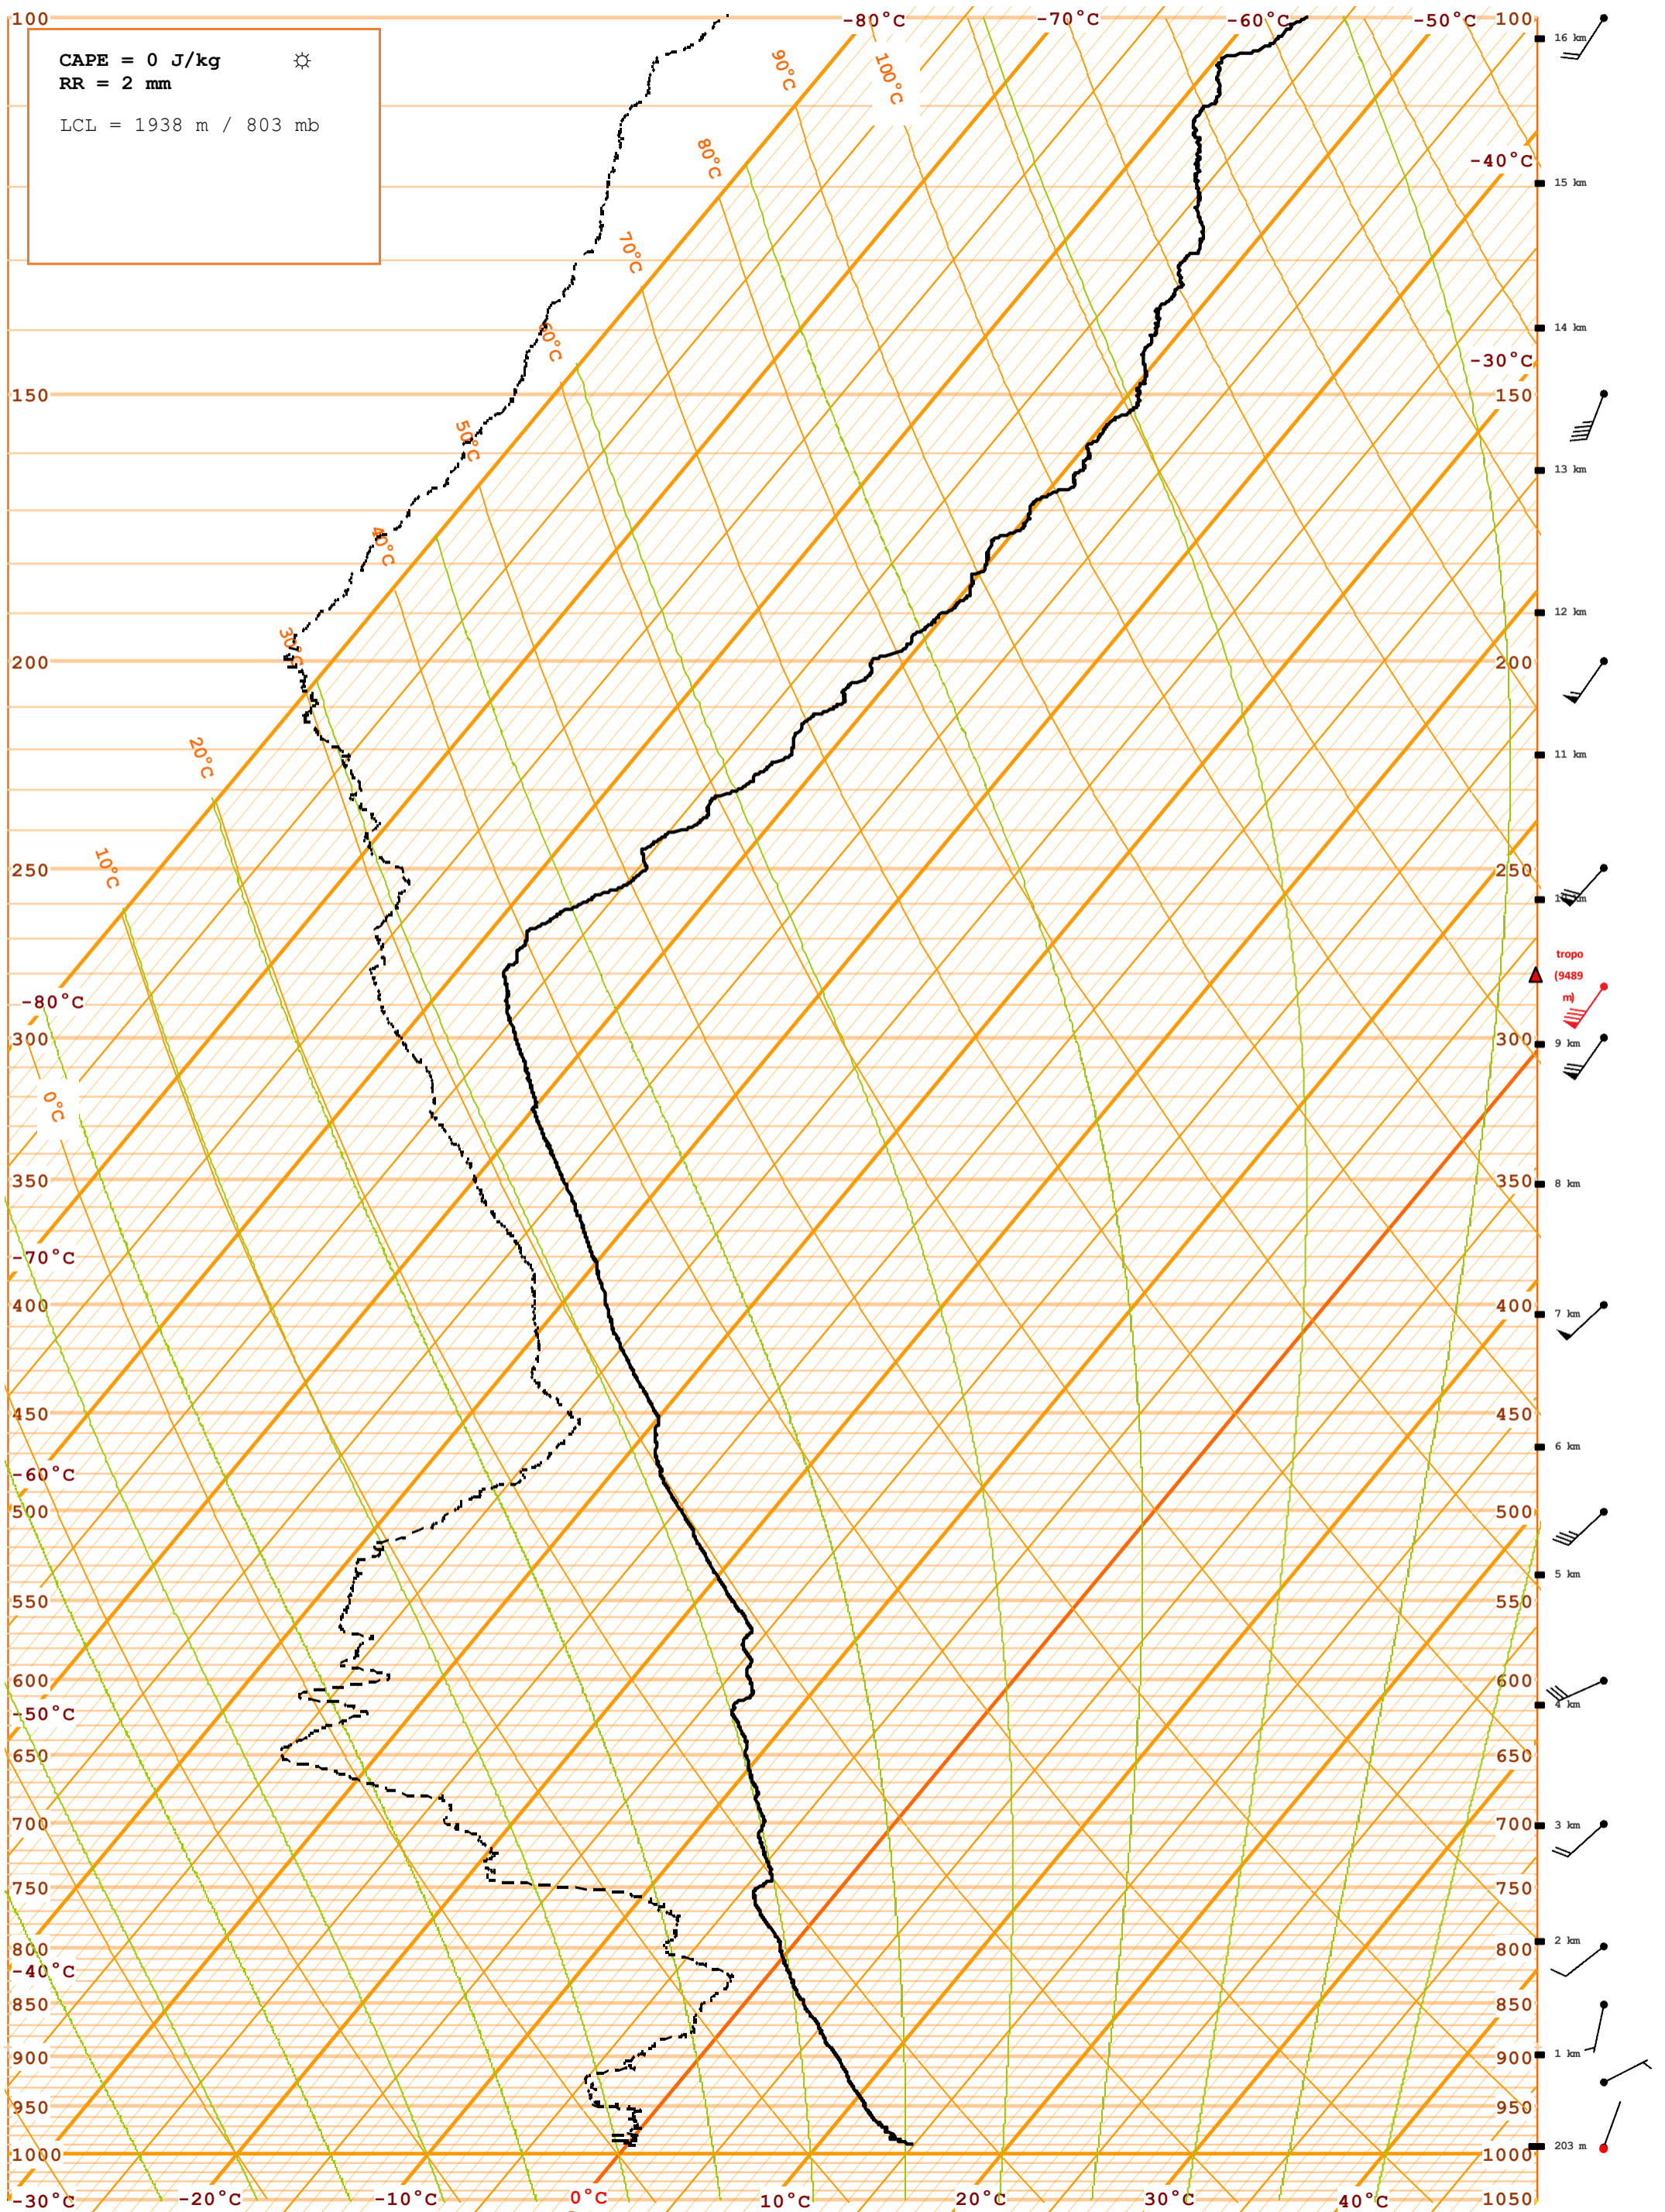 100 -80°C -70°C -60°C -50°C 100
CAPE = 0 J/kg ☼
RR = 2 mm
LCL = 1938 m / 803 mb
16 km
90°C 100°C
80°C
-40°C
15 km
70°C
14 km
60°C
-30°C
150 150
50°C
13 km
40°C
12 km
30°C
200 200
20°C
11 km
10°C
250 250
tropo
(9489
m)
-80°C
300 300
9 km
0°C
350 350
8 km
-70°C
400 400
7 km
450 450
6 km
-60°C
500 500
5 km
550 550
600 600
4 km
-50°C
650 650
700 700
3 km
750 750
2 km
800 800
-40°C
850 850
1 km
900 900
950 950
203 m
1000 1000
-30°C -20°C -10°C 0°C 10°C 20°C 30°C 40°C 1050